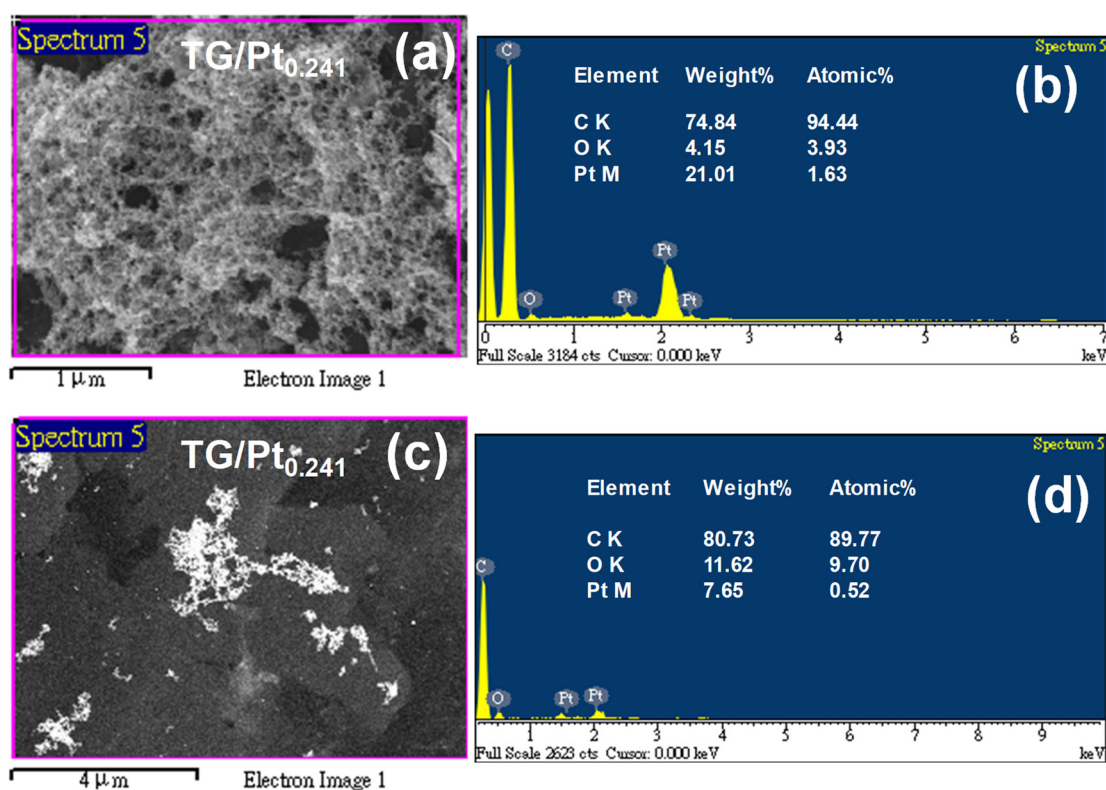 Spectrum 5
TG/Pt0.241
(a)
1 μm
Electron Image 1
Spectrum 5
(b)
Element Weight% Atomic%
C K 74.84 94.44
O K 4.15 3.93
Pt M 21.01 1.63
C
O
Pt
Pt
Pt
0 1 2 3 4 5 6 7
Full Scale 3184 cts Cursor: 0.000 keV
keV
Spectrum 5
TG/Pt0.241
(c)
4 μm
Electron Image 1
Spectrum 5
(d)
Element Weight% Atomic%
C K 80.73 89.77
O K 11.62 9.70
Pt M 7.65 0.52
C
O
Pt
Pt
1 2 3 4 5 6 7 8 9
Full Scale 2623 cts Cursor: 0.000 keV
keV